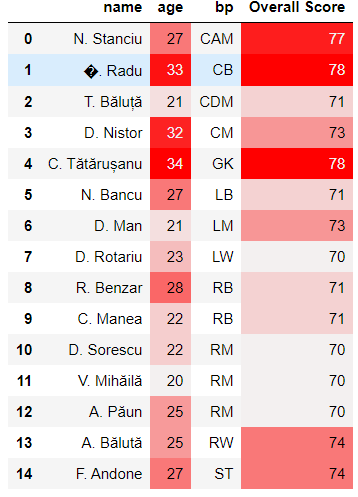 name age bp Overall Score
0 N. Stanciu 27 CAM 77
1 �. Radu 33 CB 78
2 T. Băluță 21 CDM 71
3 D. Nistor 32 CM 73
4 C. Tătărușanu 34 GK 78
5 N. Bancu 27 LB 71
6 D. Man 21 LM 73
7 D. Rotariu 23 LW 70
8 R. Benzar 28 RB 71
9 C. Manea 22 RB 71
10 D. Sorescu 22 RM 70
11 V. Mihăilă 20 RM 70
12 A. Păun 25 RM 70
13 A. Bălută 25 RW 74
14 F. Andone 27 ST 74